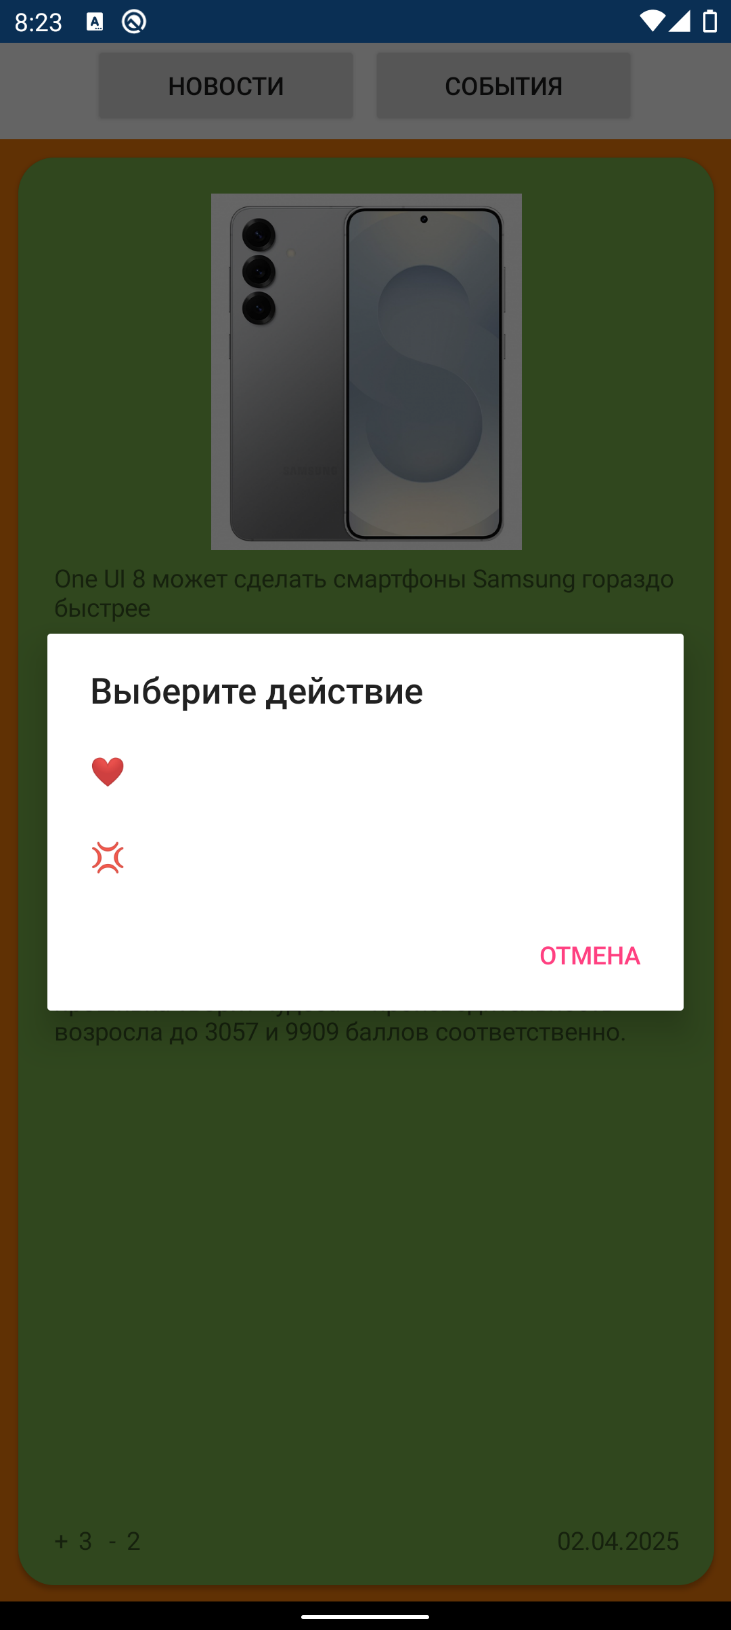 8:23
НОВОСТИ
СОБЫТИЯ
One UI 8 может сделать смартфоны Samsung гораздо
быстрее
Выберите действие
ОТМЕНА
возросла до 3057 и 9909 баллов соответственно.
+ 3 - 2
02.04.2025